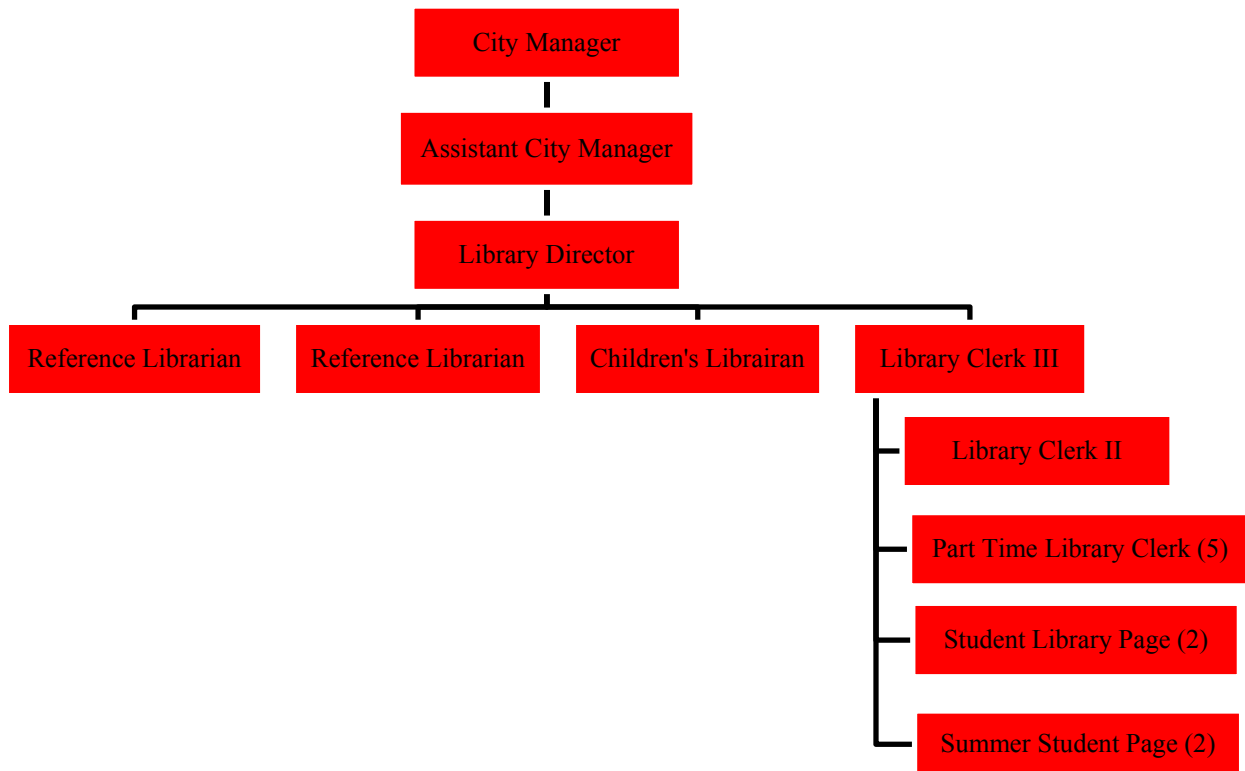 City Manager
Assistant City Manager
Library Director
Reference Librarian
Reference Librarian
Children's Librairan
Library Clerk III
Library Clerk II
Part Time Library Clerk (5)
Student Library Page (2)
Summer Student Page (2)